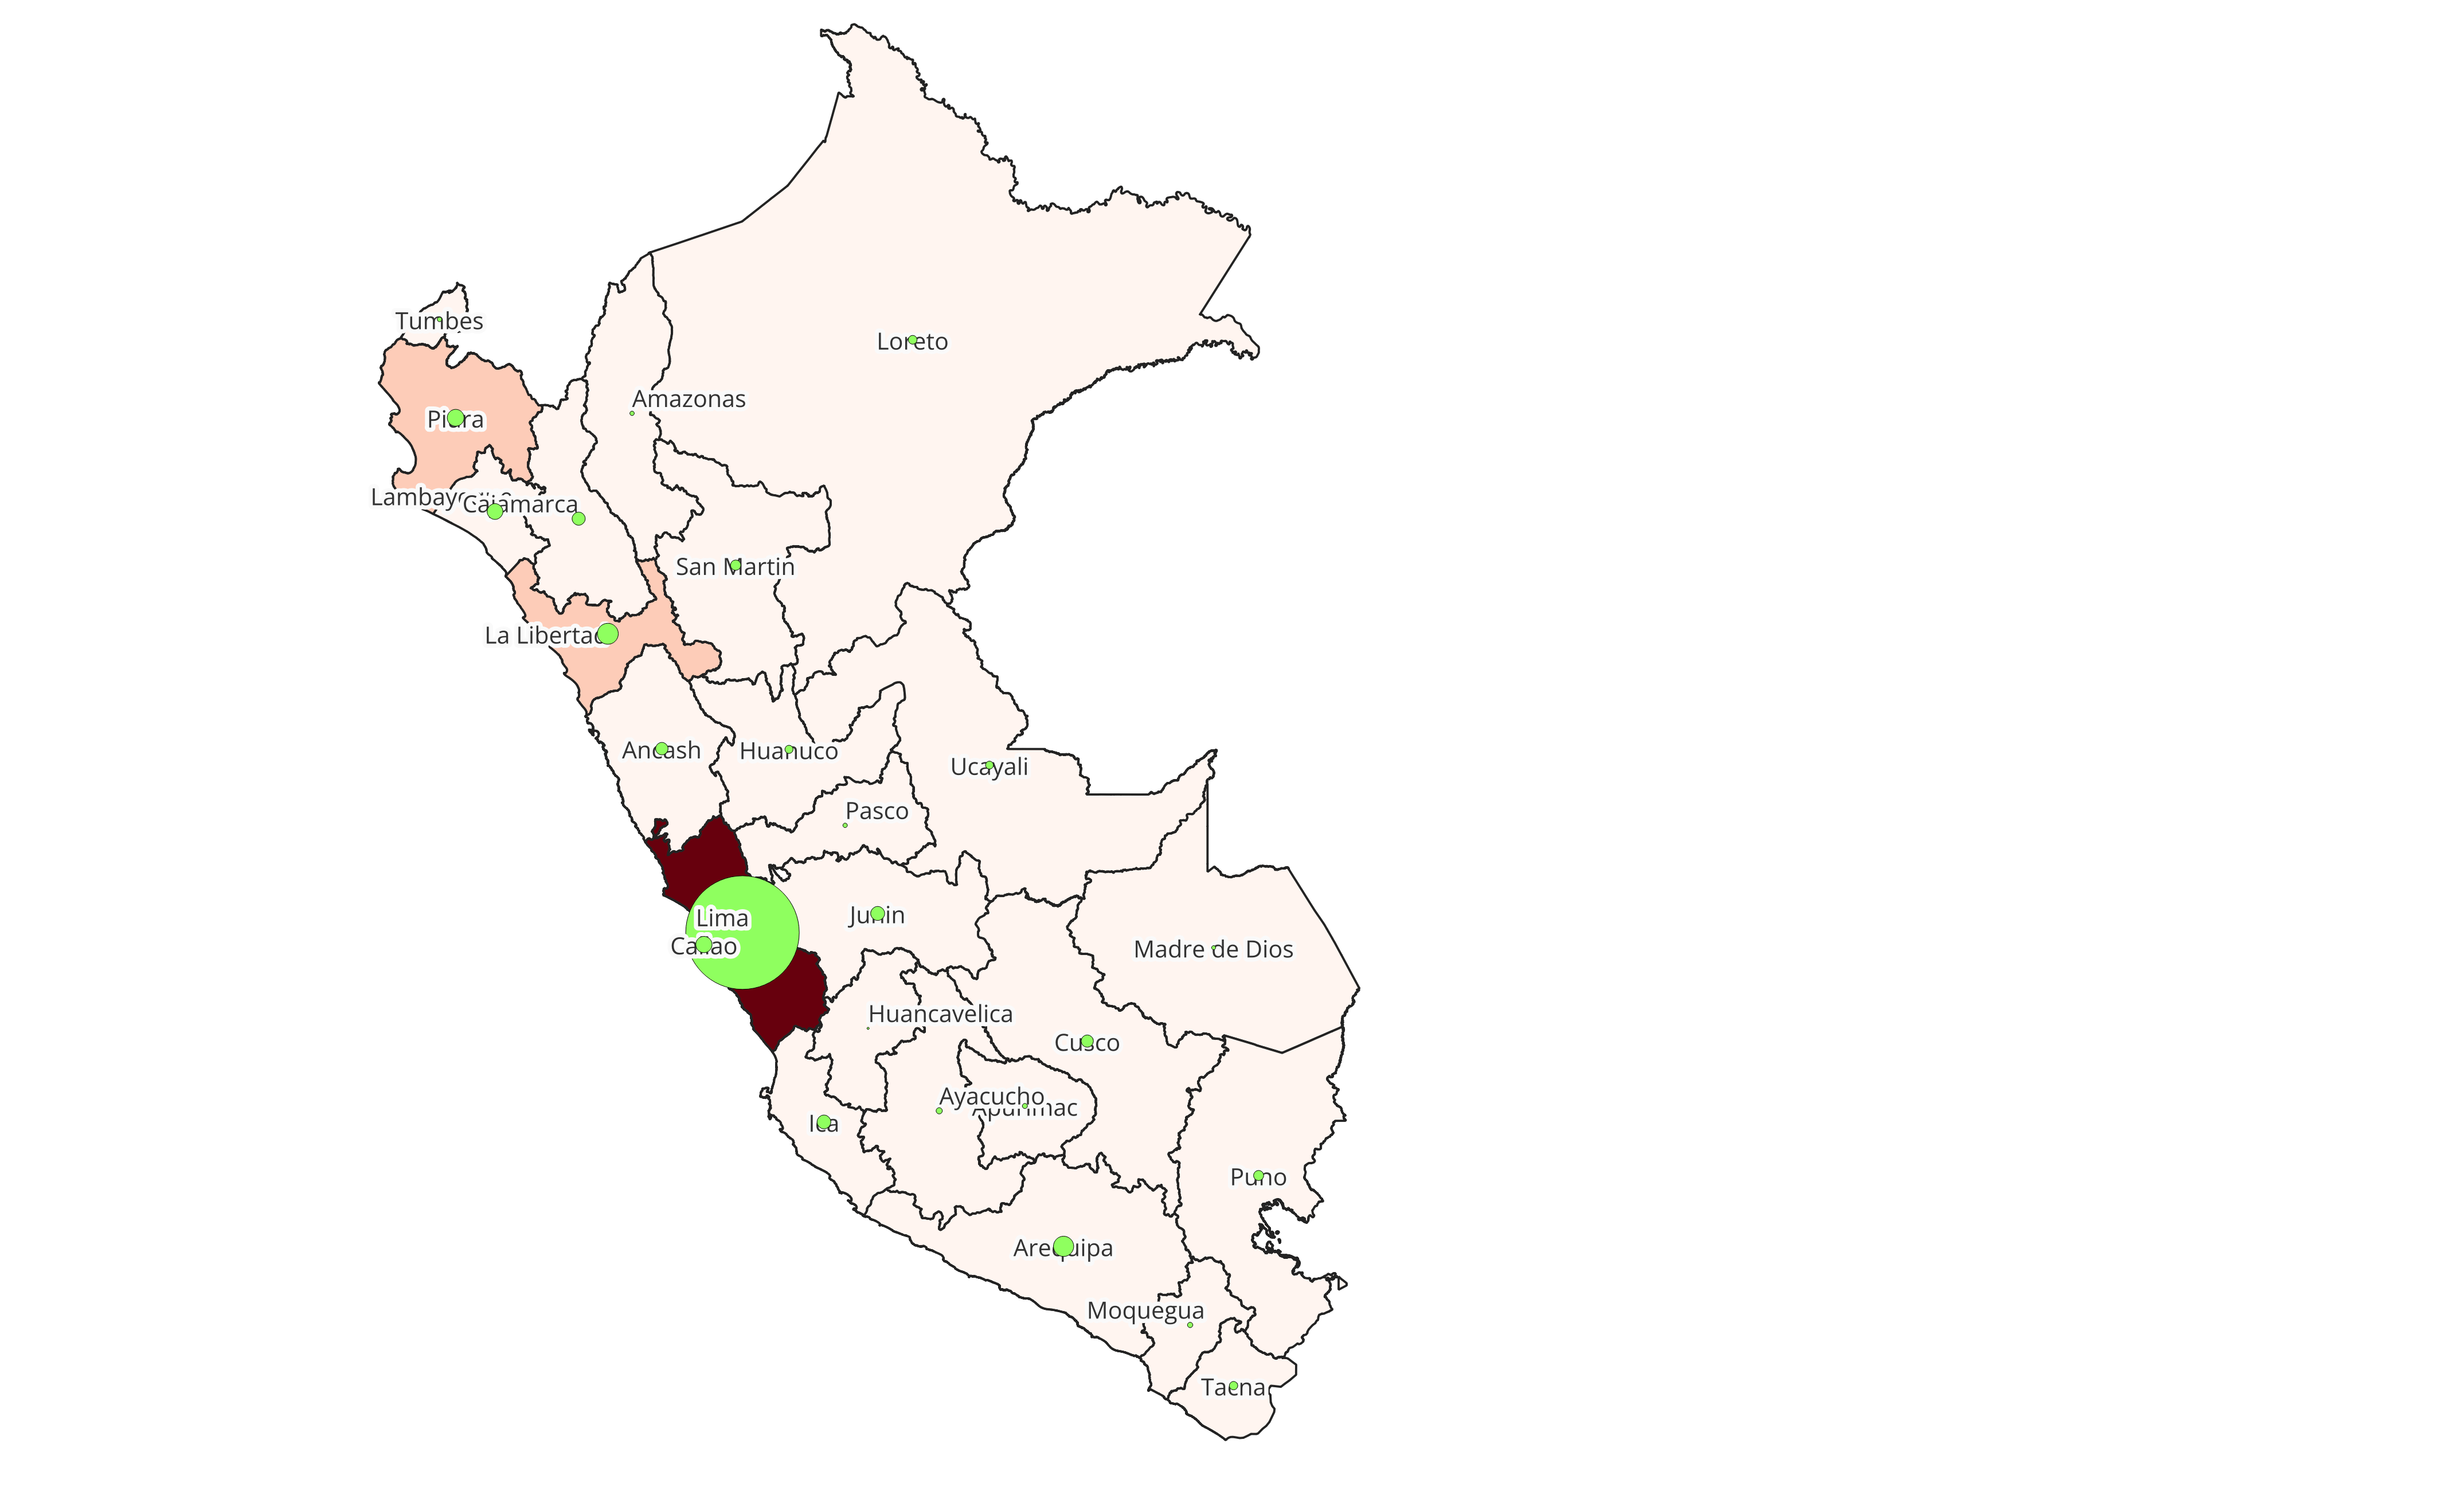 Tumbes
Loreto
Amazonas
Piura
Cajamarca
San Martin
La Libertad
Ancash
Huanuco
Ucayali
Pasco
Lima
Junin
Callao
Madre de Dios
Huancavelica
Cusco
Ayacucho
Apurimac
Ica
Puno
Arequipa
Moquegua
Tacna